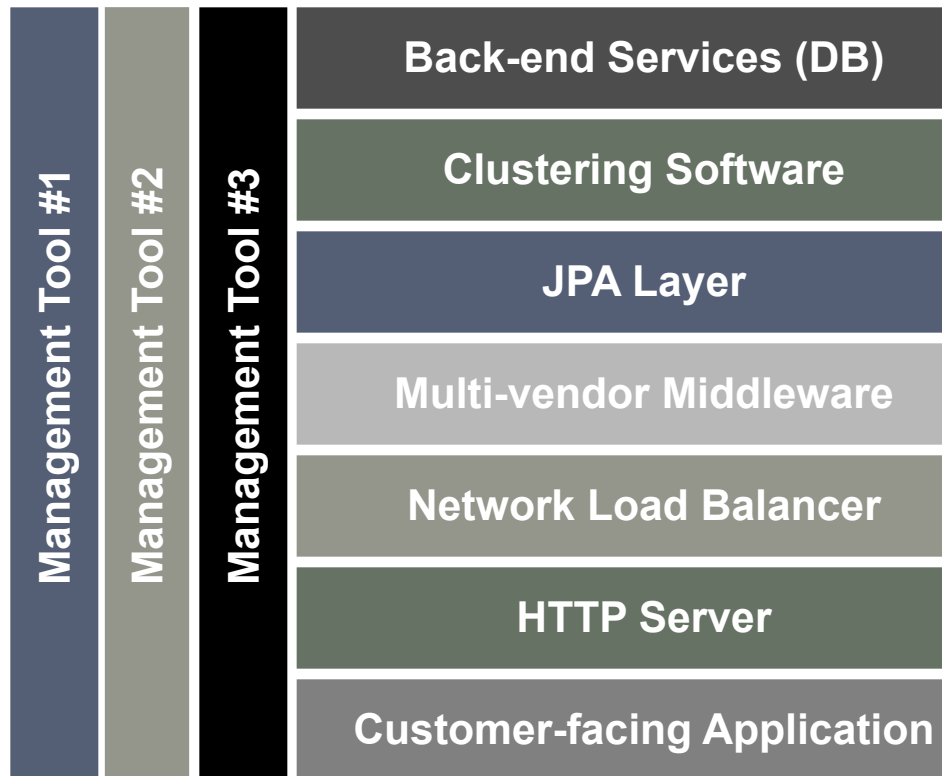 Management Tool #1
Management Tool #2
Management Tool #3
Back-end Services (DB)
Clustering Software
JPA Layer
Multi-vendor Middleware
Network Load Balancer
HTTP Server
Customer-facing Application